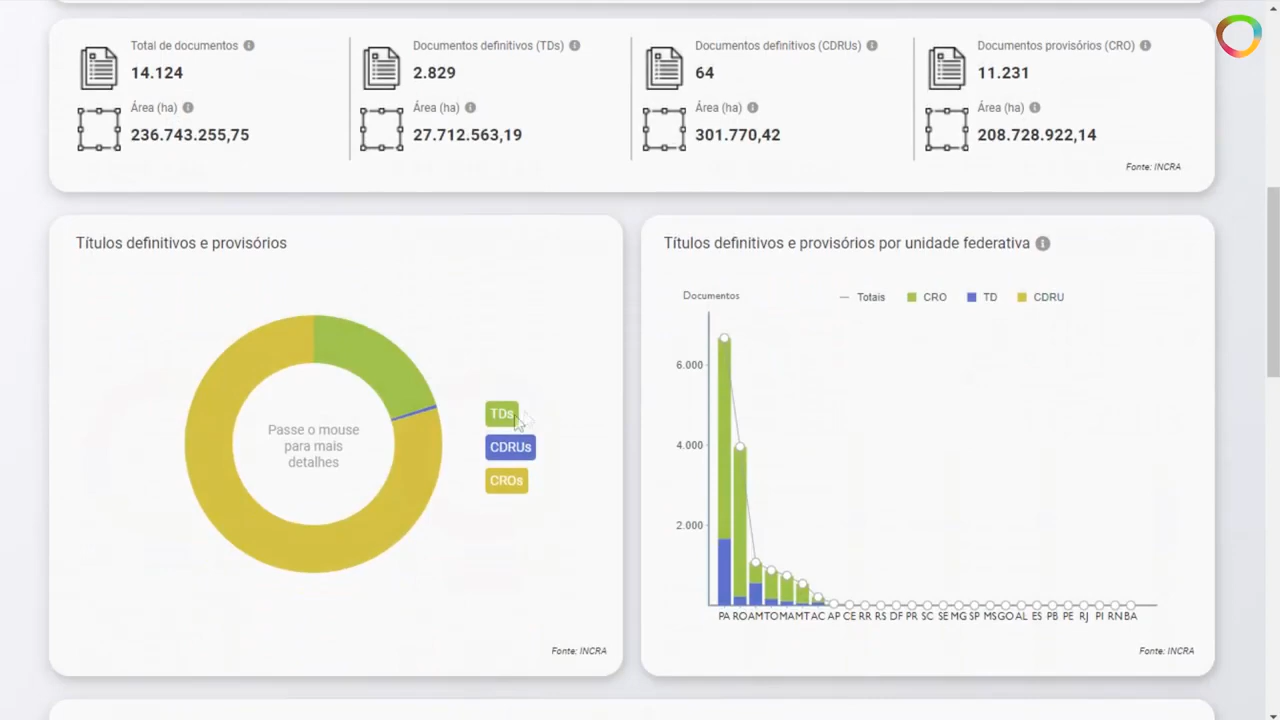 Total de documentos
14.124
Área (ha)
236.743.255,75
Documentos definitivos (TDs)
2.829
Área (ha)
27.712.563,19
Documentos definitivos (CDRUs)
64
Área (ha)
301.770,42
Documentos provisórios (CRO)
11.231
Área (ha)
208.728.922,14
Fonte: INCRA
Títulos definitivos e provisórios
Passe o mouse
para mais
detalhes
TDs
CDRUs
CROs
Fonte: INCRA
Títulos definitivos e provisórios por unidade federativa
Documentos
Totais CRO TD CDRU
6.000
4.000
2.000
PA RO AM TO MA MT AC AP CE RR RS DF PR SC SE MG SP MS GO AL ES PB PE RJ PI RN BA
Fonte: INCRA